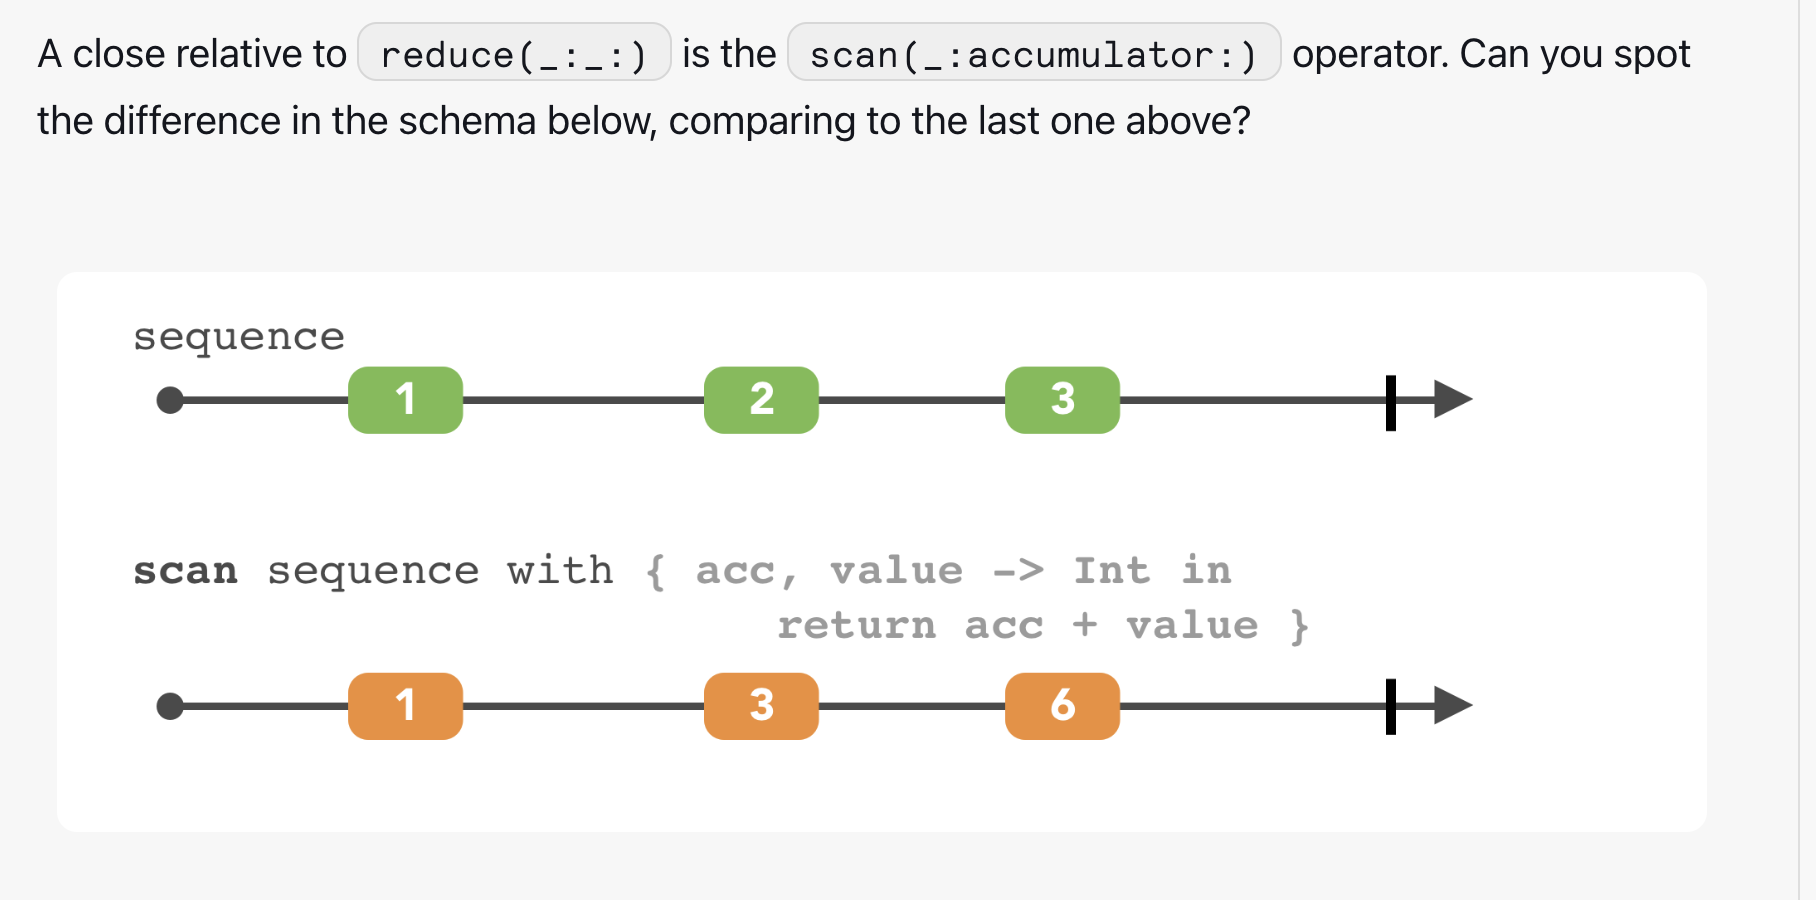 A close relative to reduce(_:_:) is the scan(_:accumulator:) operator. Can you spot
the difference in the schema below, comparing to the last one above?
sequence
1 2 3
scan sequence with { acc, value -> Int in
return acc + value }
1 3 6